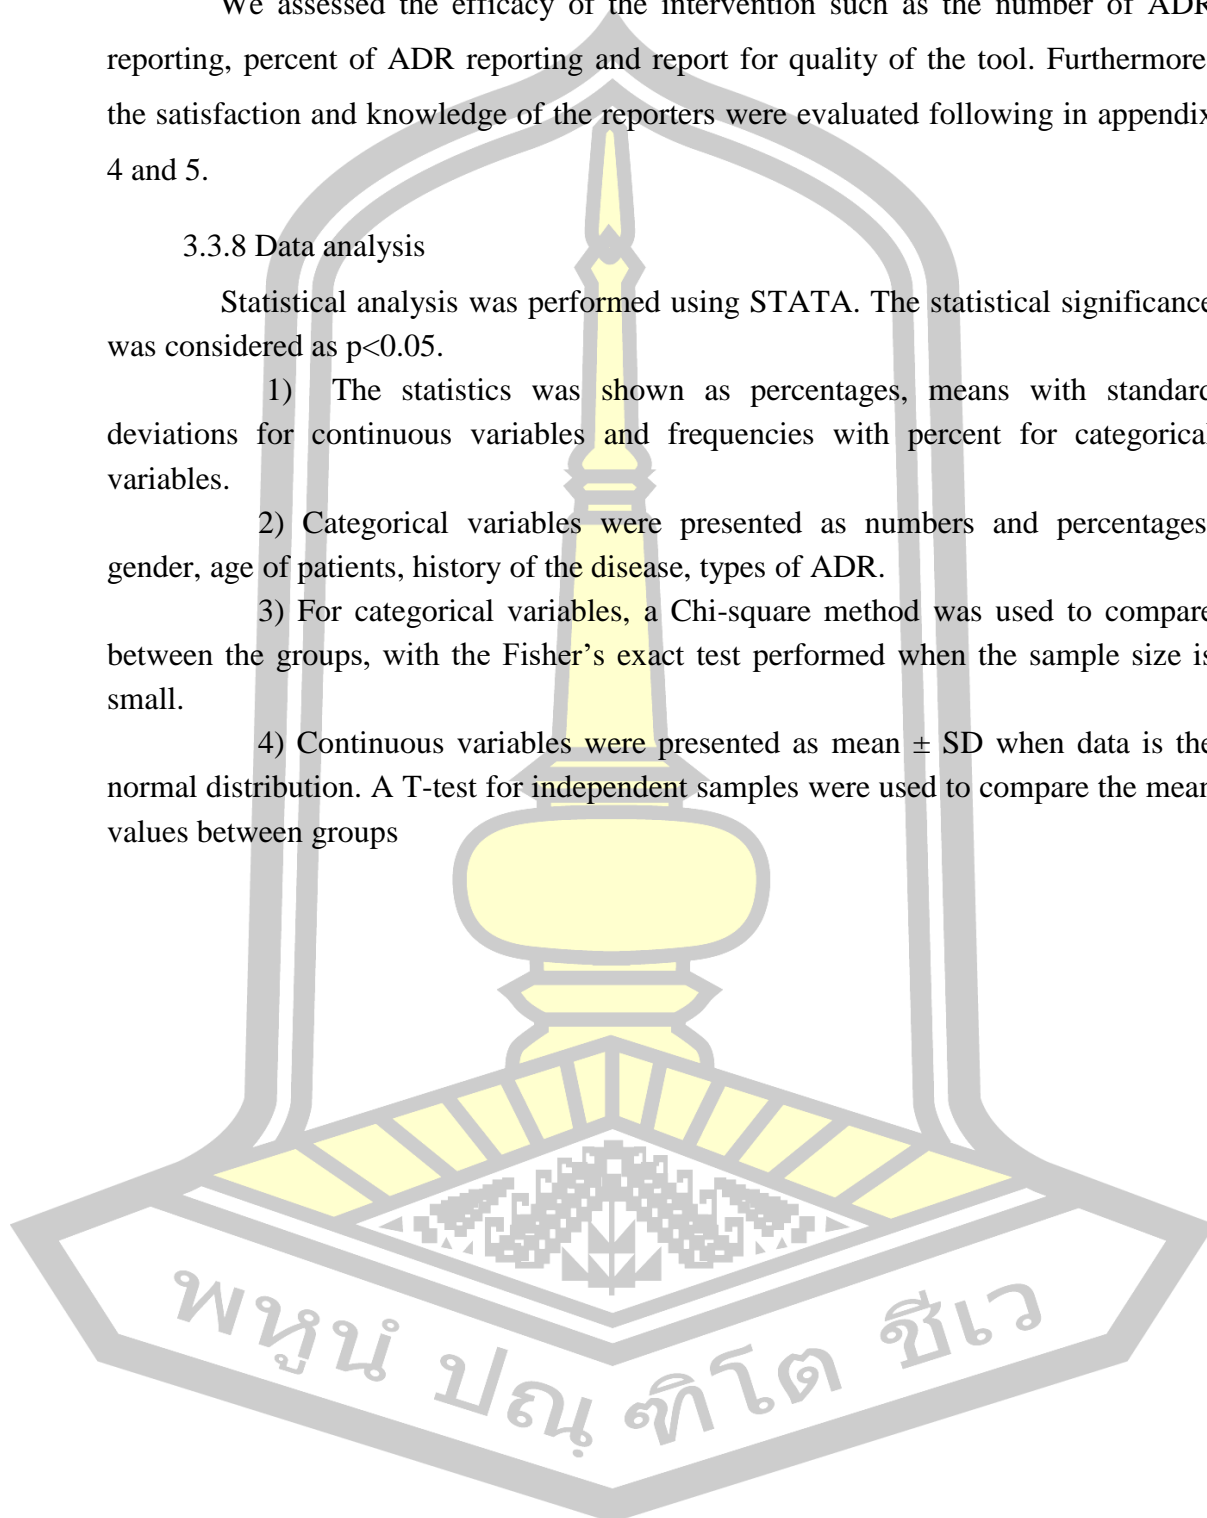 We assessed the efficacy of the intervention such as the number of ADR
reporting, percent of ADR reporting and report for quality of the tool. Furthermore
the satisfaction and knowledge of the reporters were evaluated following in appendix
4 and 5.
3.3.8 Data analysis
Statistical analysis was performed using STATA. The statistical significance
was considered as p<0.05.
1) The statistics was shown as percentages, means with standard
deviations for continuous variables and frequencies with percent for categorical
variables.
2) Categorical variables were presented as numbers and percentages
gender, age of patients, history of the disease, types of ADR.
3) For categorical variables, a Chi-square method was used to compare
between the groups, with the Fisher’s exact test performed when the sample size is
small.
4) Continuous variables were presented as mean ± SD when data is the
normal distribution. A T-test for independent samples were used to compare the mean
values between groups
พหูนํ ปณฺ ฑิโต ชีเว